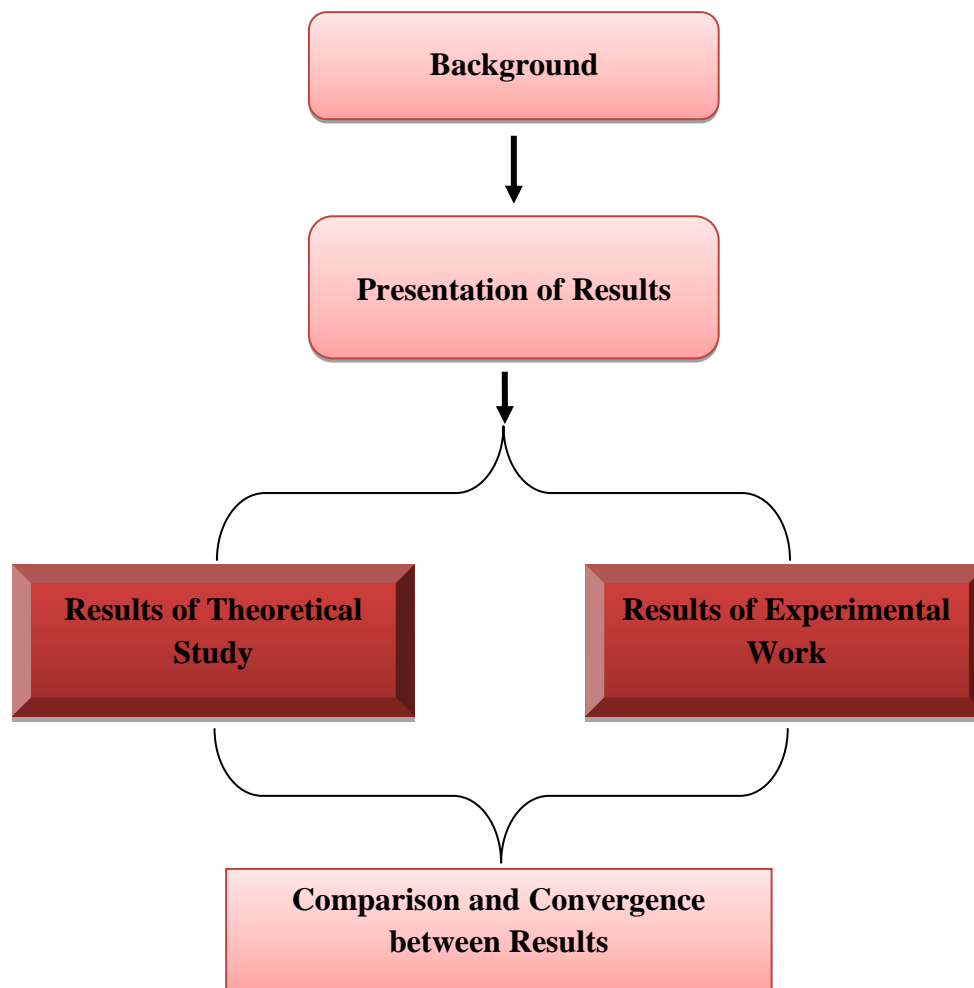 Background
Presentation of Results
Results of Theoretical
Study
Results of Experimental
Work
Comparison and Convergence
between Results